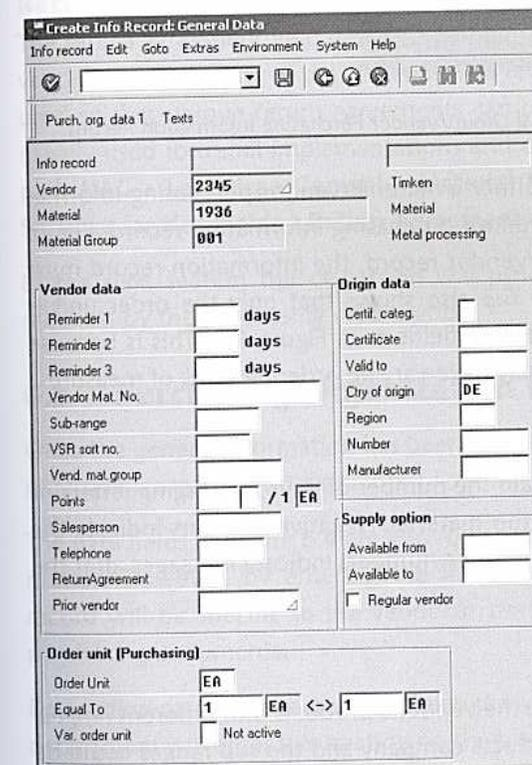 Create Info Record: General Data
Info record Edit Goto Extras Environment System Help
Purch. org. data 1 Texts
Info record
Vendor 2345 Timken
Material 1936 Material
Material Group 001 Metal processing
Vendor data
Reminder 1 days
Reminder 2 days
Reminder 3 days
Vendor Mat. No.
Sub-range
VSR sort no.
Vend. mat.group
Points / 1 EA
Salesperson
Telephone
ReturnAgreement
Prior vendor
Origin data
Certif. categ.
Certificate
Valid to
Ctry of origin DE
Region
Number
Manufacturer
Supply option
Available from
Available to
Regular vendor
Order unit (Purchasing)
Order Unit EA
Equal To 1 EA <-> 1 EA
Var. order unit Not active